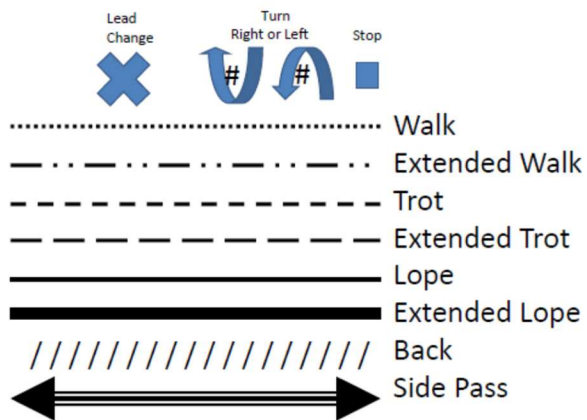 Lead
Change
Turn
Right or Left
Stop
# #
Walk
Extended Walk
Trot
Extended Trot
Lope
Extended Lope
Back
Side Pass